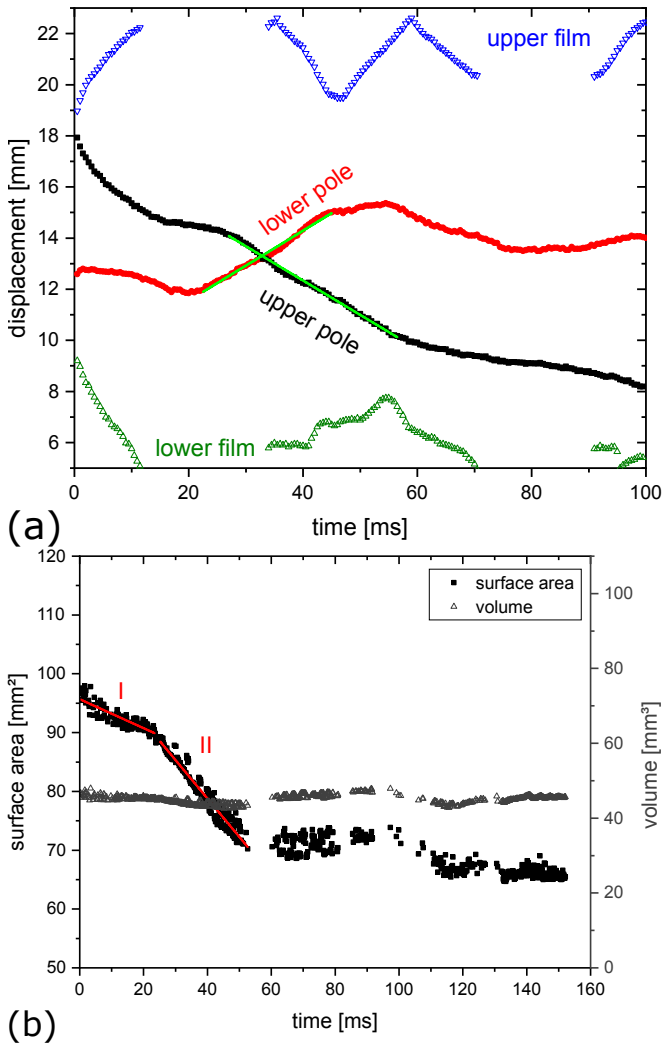 22
20
18
16
14
12
10
8
6
displacement [mm]
upper film
lower pole
upper pole
lower film
0 20 40 60 80 100
time [ms]
(a)
120
110
100
90
80
70
60
50
surface area [mm²]
surface area
volume
I
II
100
80
60
40
20
0
volume [mm³]
0 20 40 60 80 100 120 140 160
time [ms]
(b)